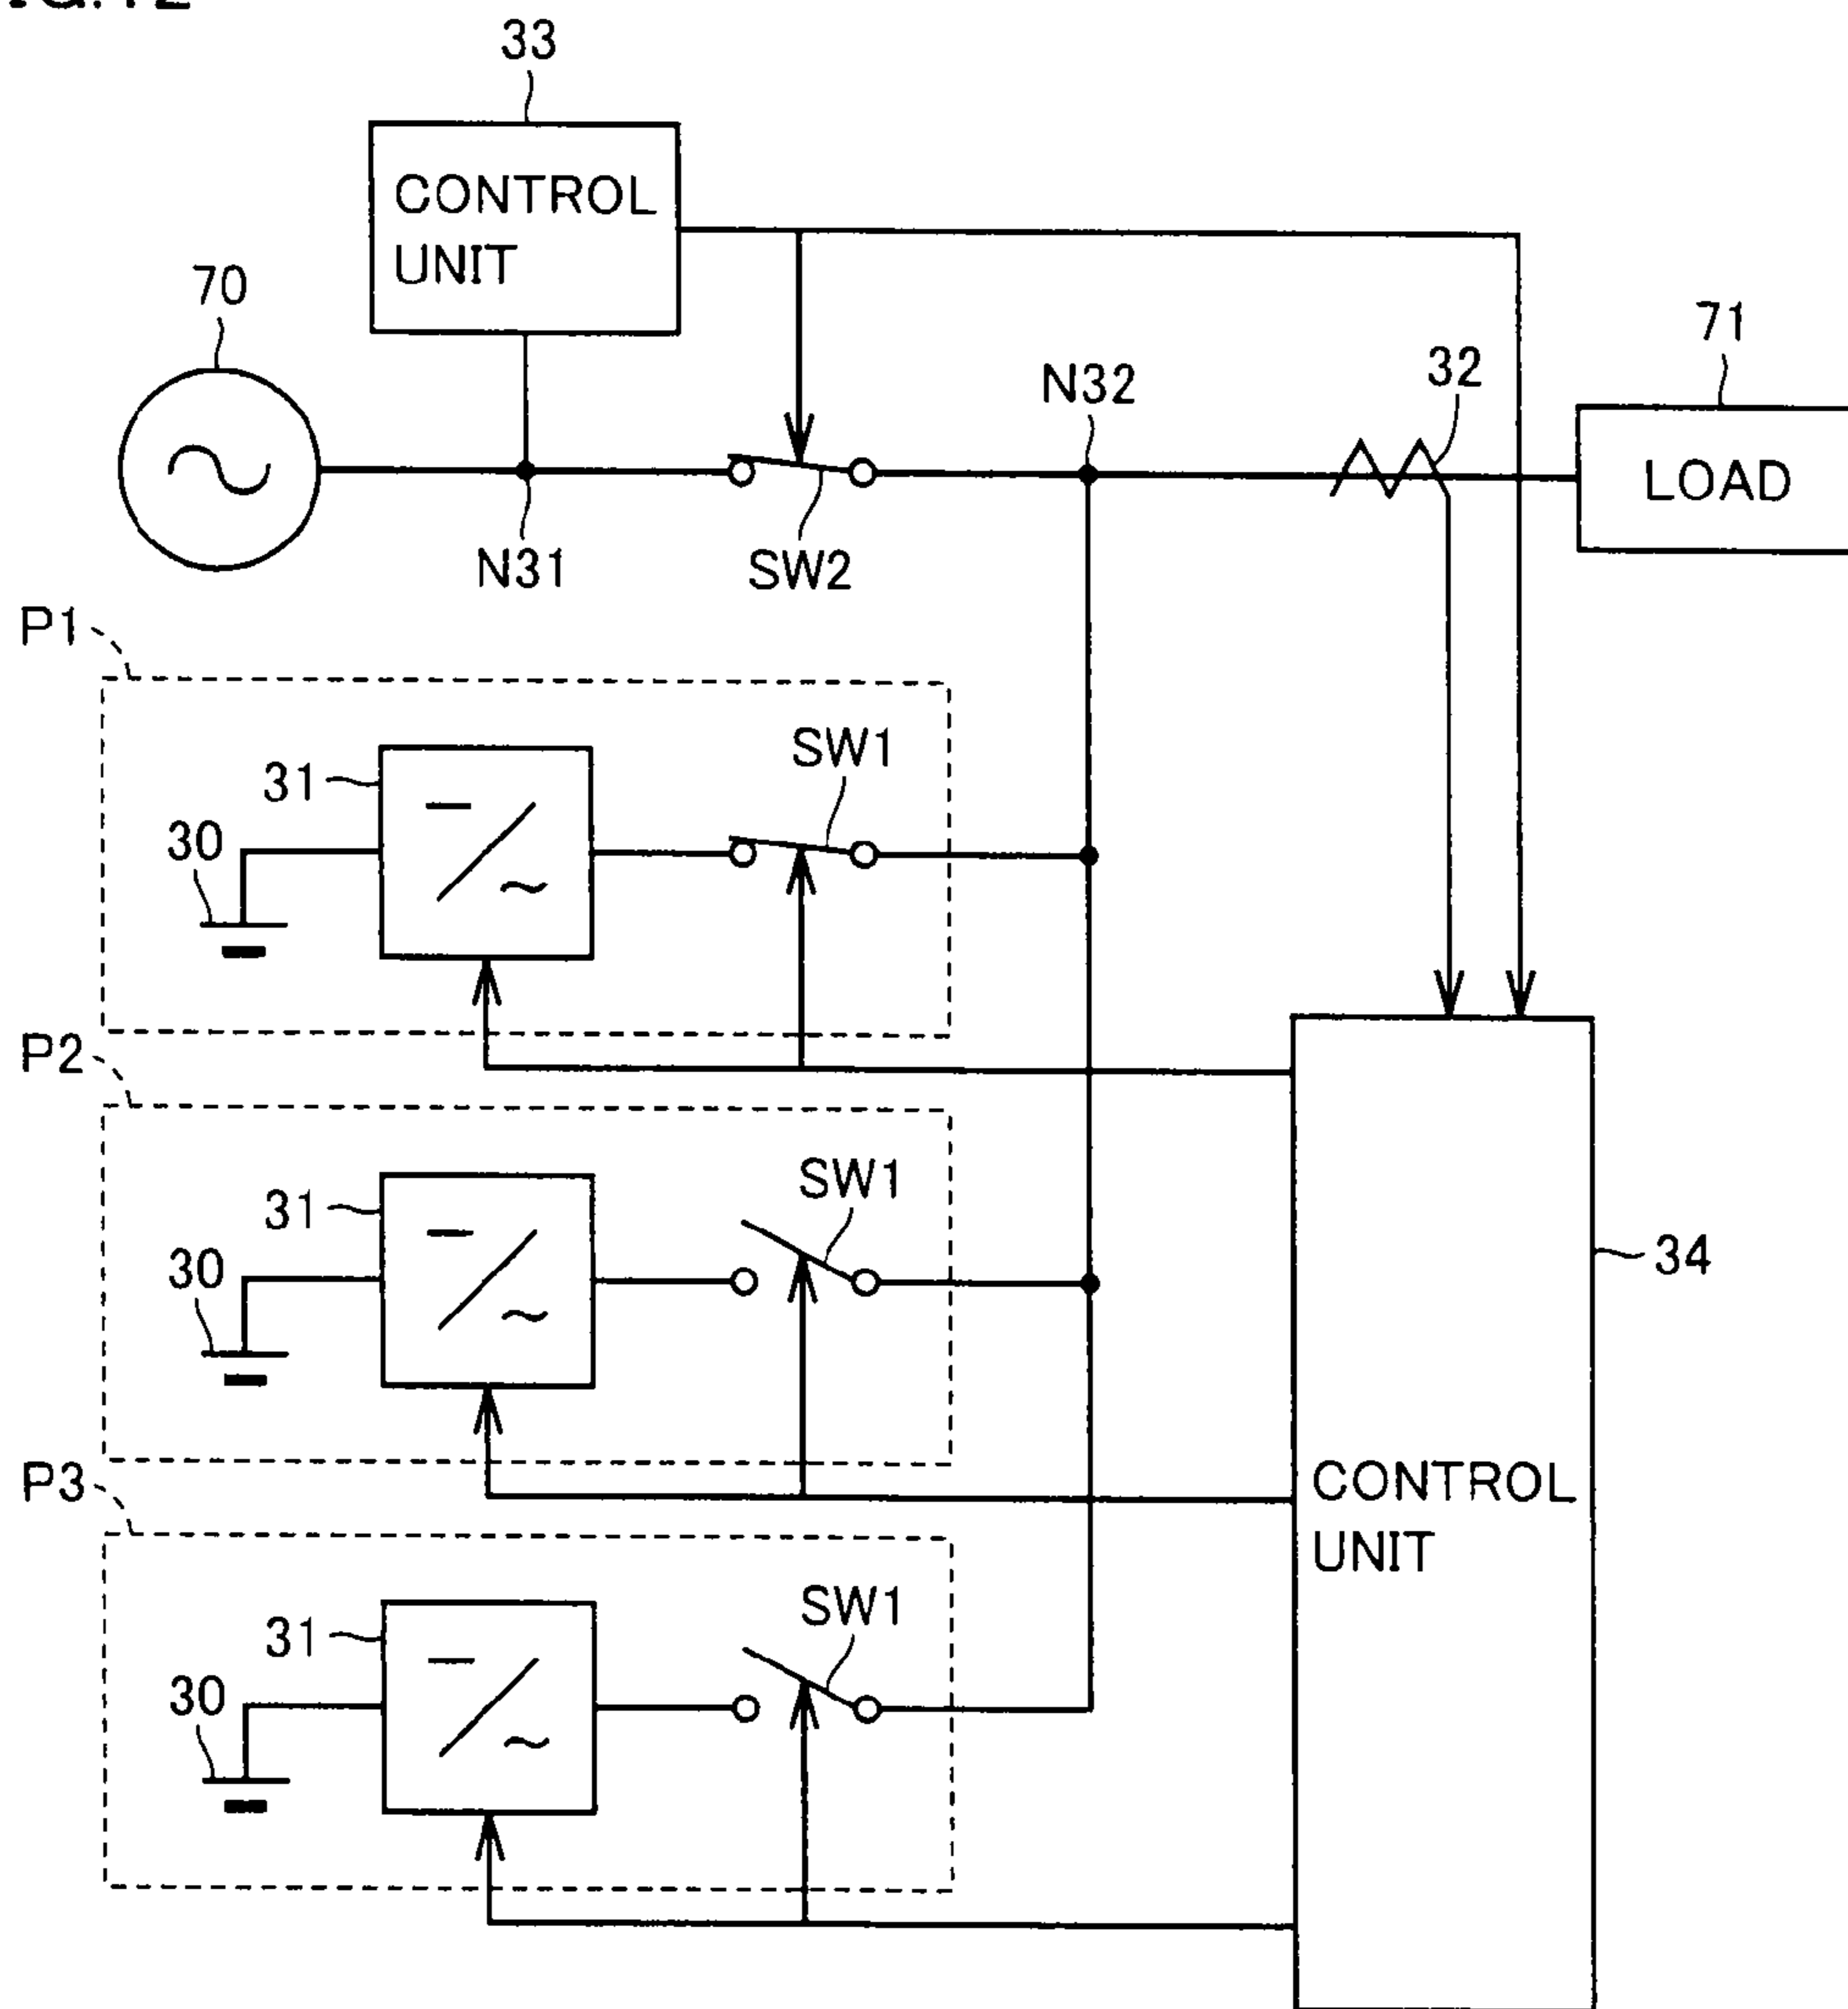 33
CONTROL
UNIT
70
71
32
N32
LOAD
N31
SW2
P1
SW1
31
30
P2
SW1
31
34
30
P3
CONTROL
UNIT
SW1
31
30